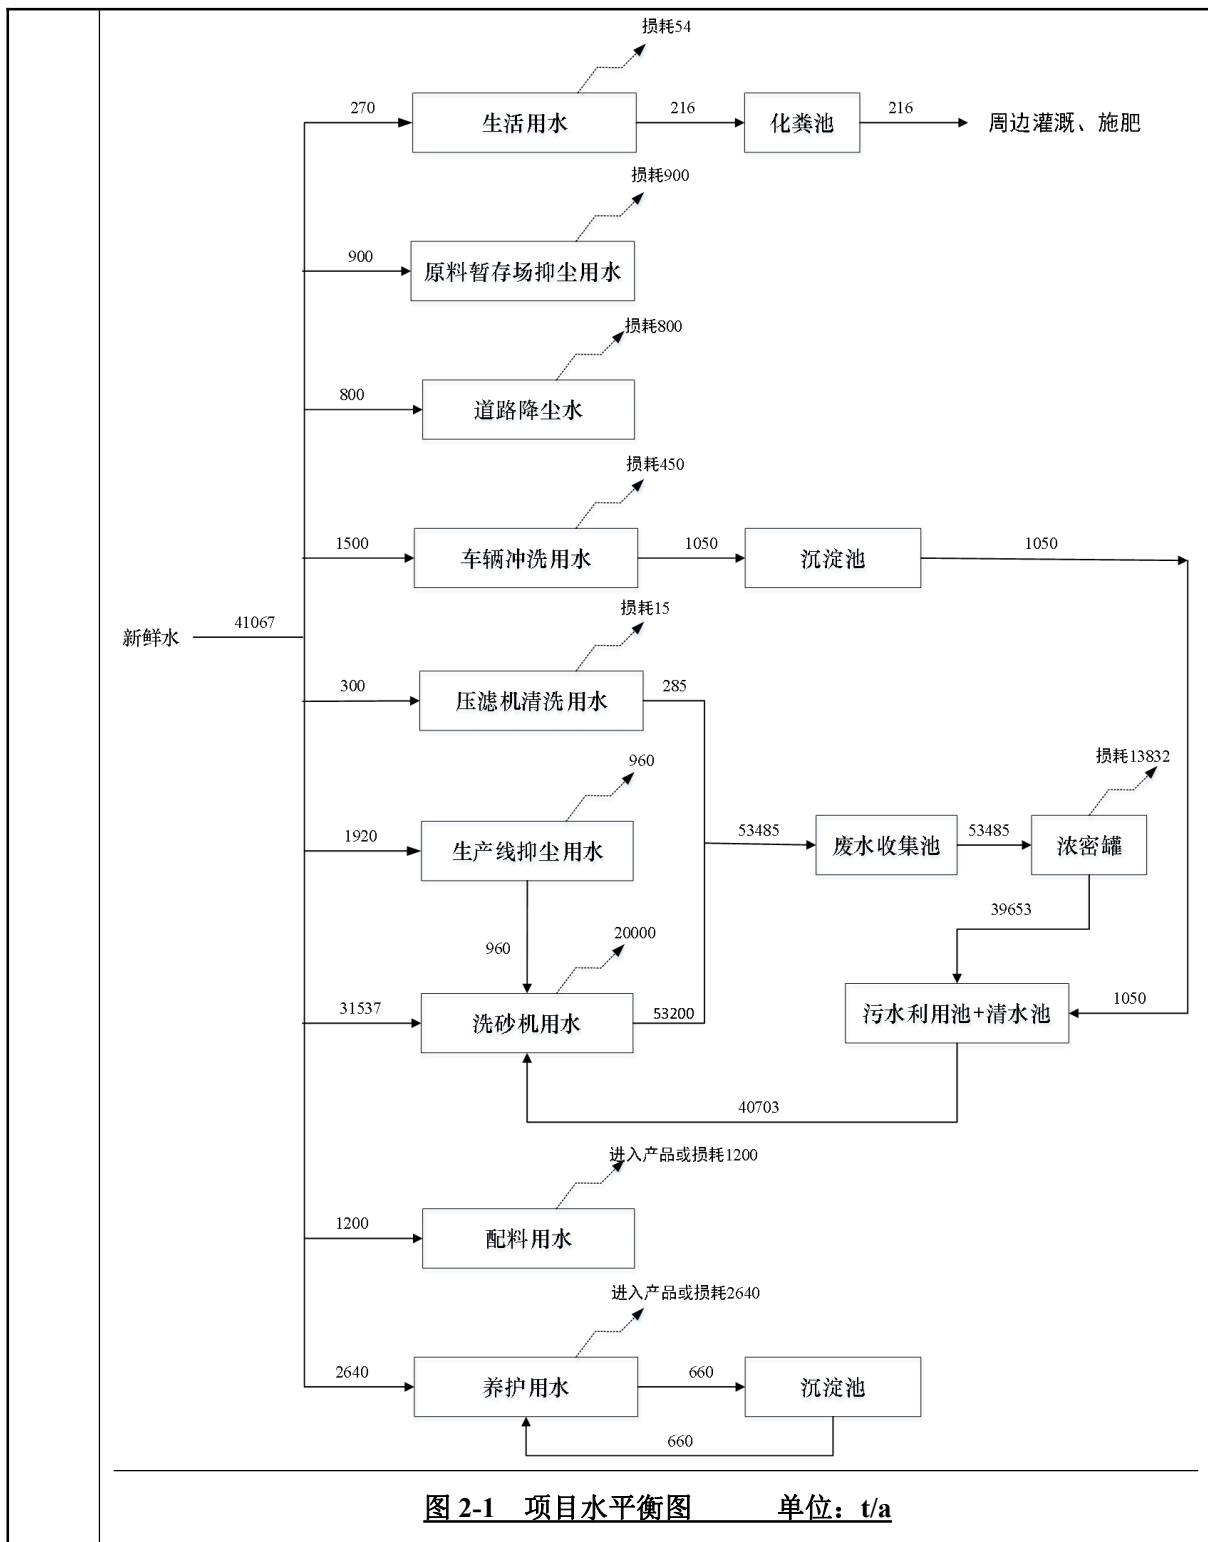 损耗54
270
生活用水
216
化粪池
216
周边灌溉、施肥
损耗900
900
原料暂存场抑尘用水
损耗800
800
道路降尘水
损耗450
1500
车辆冲洗用水
1050
沉淀池
1050
新鲜水
41067
损耗15
300
压滤机清洗用水
285
960
1920
生产线抑尘用水
53485
废水收集池
53485
损耗13832
浓密罐
39653
960
20000
31537
洗砂机用水
53200
污水利用池+清水池
1050
40703
进入产品或损耗1200
1200
配料用水
进入产品或损耗2640
2640
养护用水
660
沉淀池
660
图 2-1 项目水平衡图 单位：t/a